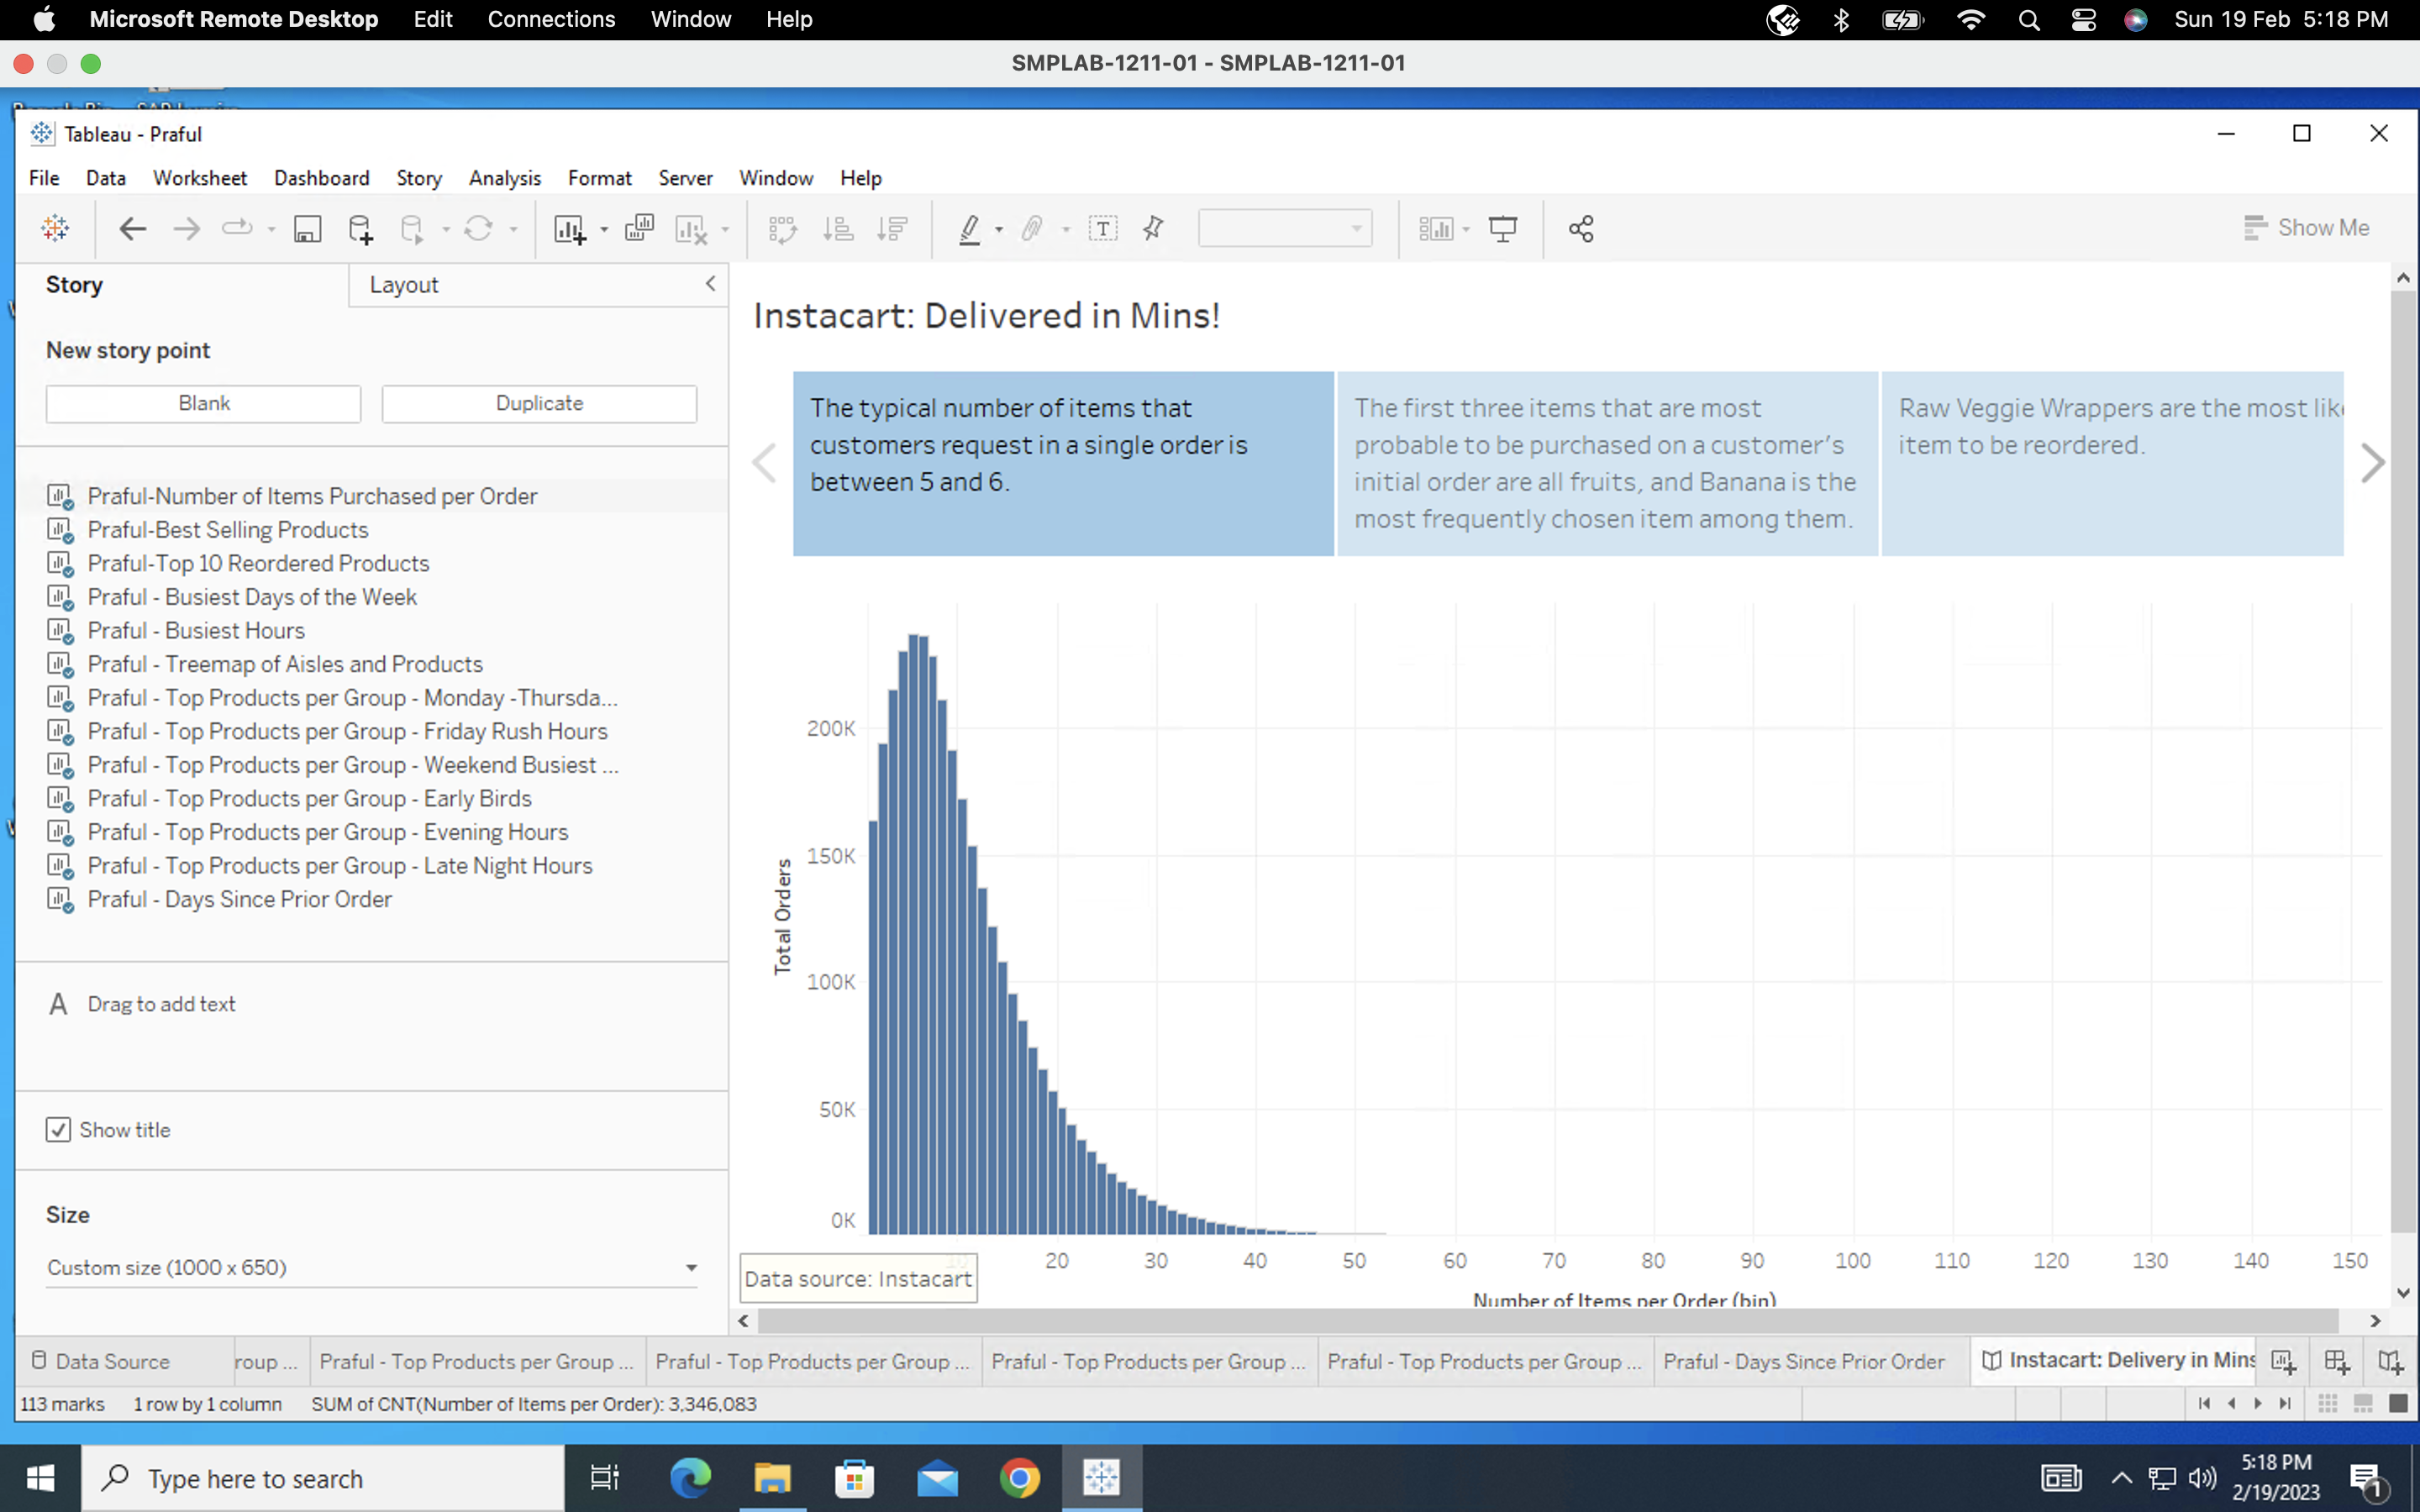 Microsoft Remote Desktop Edit Connections Window Help Sun 19 Feb 5:18 PM
SMPLAB-1211-01 - SMPLAB-1211-01
Tableau - Praful
File Data Worksheet Dashboard Story Analysis Format Server Window Help
Show Me
Story Layout
New story point
Blank Duplicate
Praful-Number of Items Purchased per Order
Praful-Best Selling Products
Praful-Top 10 Reordered Products
Praful - Busiest Days of the Week
Praful - Busiest Hours
Praful - Treemap of Aisles and Products
Praful - Top Products per Group - Monday -Thursda...
Praful - Top Products per Group - Friday Rush Hours
Praful - Top Products per Group - Weekend Busiest ...
Praful - Top Products per Group - Early Birds
Praful - Top Products per Group - Evening Hours
Praful - Top Products per Group - Late Night Hours
Praful - Days Since Prior Order
A Drag to add text
Show title
Size
Custom size (1000 x 650)
Instacart: Delivered in Mins!
The typical number of items that
customers request in a single order is
between 5 and 6.
The first three items that are most
probable to be purchased on a customer's
initial order are all fruits, and Banana is the
most frequently chosen item among them.
Raw Veggie Wrappers are the most
item to be reordered.
200K
150K
100K
50K
0K
Total Orders
10 20 30 40 50 60 70 80 90 100 110 120 130 140 150
Number of Items per Order (bin)
Data source: Instacart
Data Source roup ... Praful - Top Products per Group ... Praful - Top Products per Group ... Praful - Top Products per Group ... Praful - Top Products per Group ... Praful - Days Since Prior Order Instacart: Delivery in Mins
113 marks 1 row by 1 column SUM of CNT(Number of Items per Order): 3,346,083
Type here to search
5:18 PM
2/19/2023
1